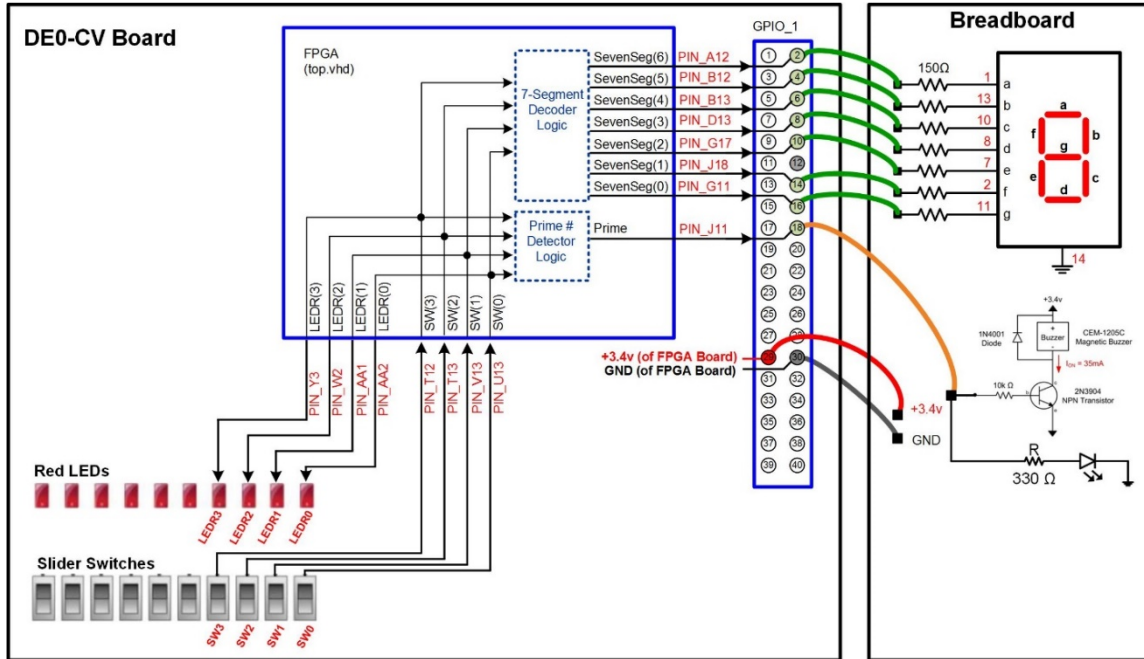 DE0-CV Board
FPGA
(top.vhd)
7-Segment
Decoder
Logic
SevenSeg(6) PIN_A12
SevenSeg(5) PIN_B12
SevenSeg(4) PIN_B13
SevenSeg(3) PIN_D13
SevenSeg(2) PIN_G17
SevenSeg(1) PIN_J18
SevenSeg(0) PIN_G11
Prime #
Detector
Logic
Prime PIN_J11
LEDR(3)
LEDR(2)
LEDR(1)
LEDR(0)
SW(3)
SW(2)
SW(1)
SW(0)
PIN_Y3
PIN_W2
PIN_AA1
PIN_AA2
PIN_T12
PIN_T13
PIN_V13
PIN_U13
+3.4v (of FPGA Board)
GND (of FPGA Board)
Red LEDs
LEDR3
LEDR2
LEDR1
LEDR0
Slider Switches
SW3
SW2
SW1
SW0
GPIO_1
1 2
3 4
5 6
7 8
9 10
11 12
13 14
15 16
17 18
19 20
21 22
23 24
25 26
27
30
31 32
33 34
35 36
37 38
39 40
Breadboard
150Ω
1 a
13 b
10 c
8 d
7 e
2 f
11 g
a
f b
g
e c
d
14
+3.4v
1N4001
Diode
+
Buzzer
-
CEM-1205C
Magnetic Buzzer
ION = 35mA
10k Ω
2N3904
NPN Transistor
+3.4v
GND
R
330 Ω